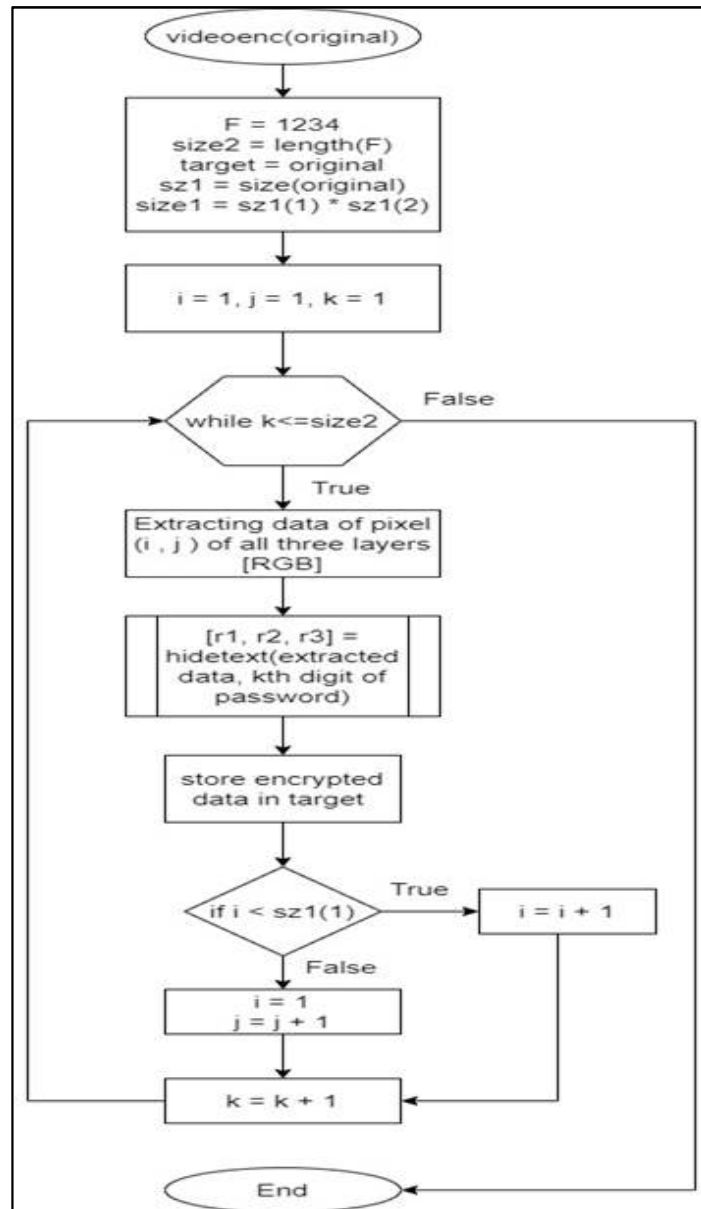 videoenc(original)
F = 1234
size2 = length(F)
target = original
sz1 = size(original)
size1 = sz1(1) * sz1(2)
i = 1, j = 1, k = 1
while k<=size2
False
True
Extracting data of pixel
(i , j ) of all three layers
[RGB]
[r1, r2, r3] =
hidetext(extracted
data, kth digit of
password)
store encrypted
data in target
if i < sz1(1)
True
i = i + 1
False
i = 1
j = j + 1
k = k + 1
End